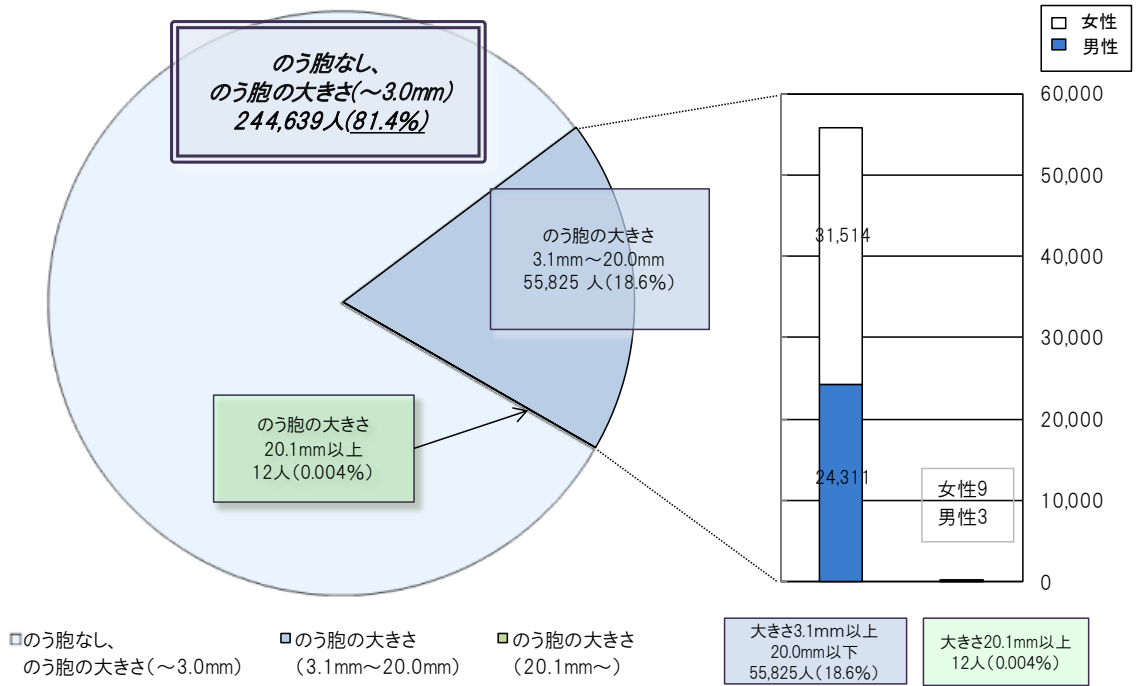 のう胞なし、
のう胞の大きさ(～3.0mm)
244,639人(81.4%)
のう胞の大きさ
3.1mm～20.0mm
55,825 人(18.6%)
のう胞の大きさ
20.1mm以上
12人(0.004%)
女性
男性
60,000
50,000
40,000
30,000
20,000
10,000
0
31,514
24,311
女性9
男性3
のう胞なし、
のう胞の大きさ(～3.0mm)
のう胞の大きさ
(3.1mm～20.0mm)
のう胞の大きさ
(20.1mm～)
大きさ3.1mm以上
20.0mm以下
55,825人(18.6%)
大きさ20.1mm以上
12人(0.004%)